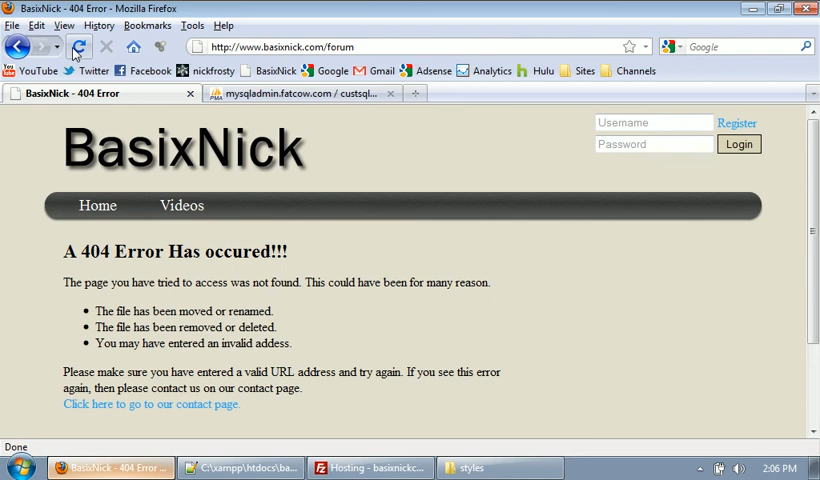 BasixNick - 404 Error - Mozilla Firefox
File Edit View History Bookmarks Tools Help
http://www.basixnick.com/forum
Google
YouTube Twitter Facebook nickfrosty BasixNick Google Gmail Adsense Analytics Hulu Sites Channels
BasixNick - 404 Error
mysqladmin.fatcow.com / custsql...
BasixNick
Username
Register
Password
Login
Home Videos
A 404 Error Has occured!!!
The page you have tried to access was not found. This could have been for many reason.
The file has been moved or renamed.
The file has been removed or deleted.
You may have entered an invalid addess.
Please make sure you have entered a valid URL address and try again. If you see this error
again, then please contact us on our contact page.
Click here to go to our contact page.
Done
BasixNick - 404 Error ...
C:\xampp\htdocs\ba...
Hosting - basixnickc...
styles
2:06 PM